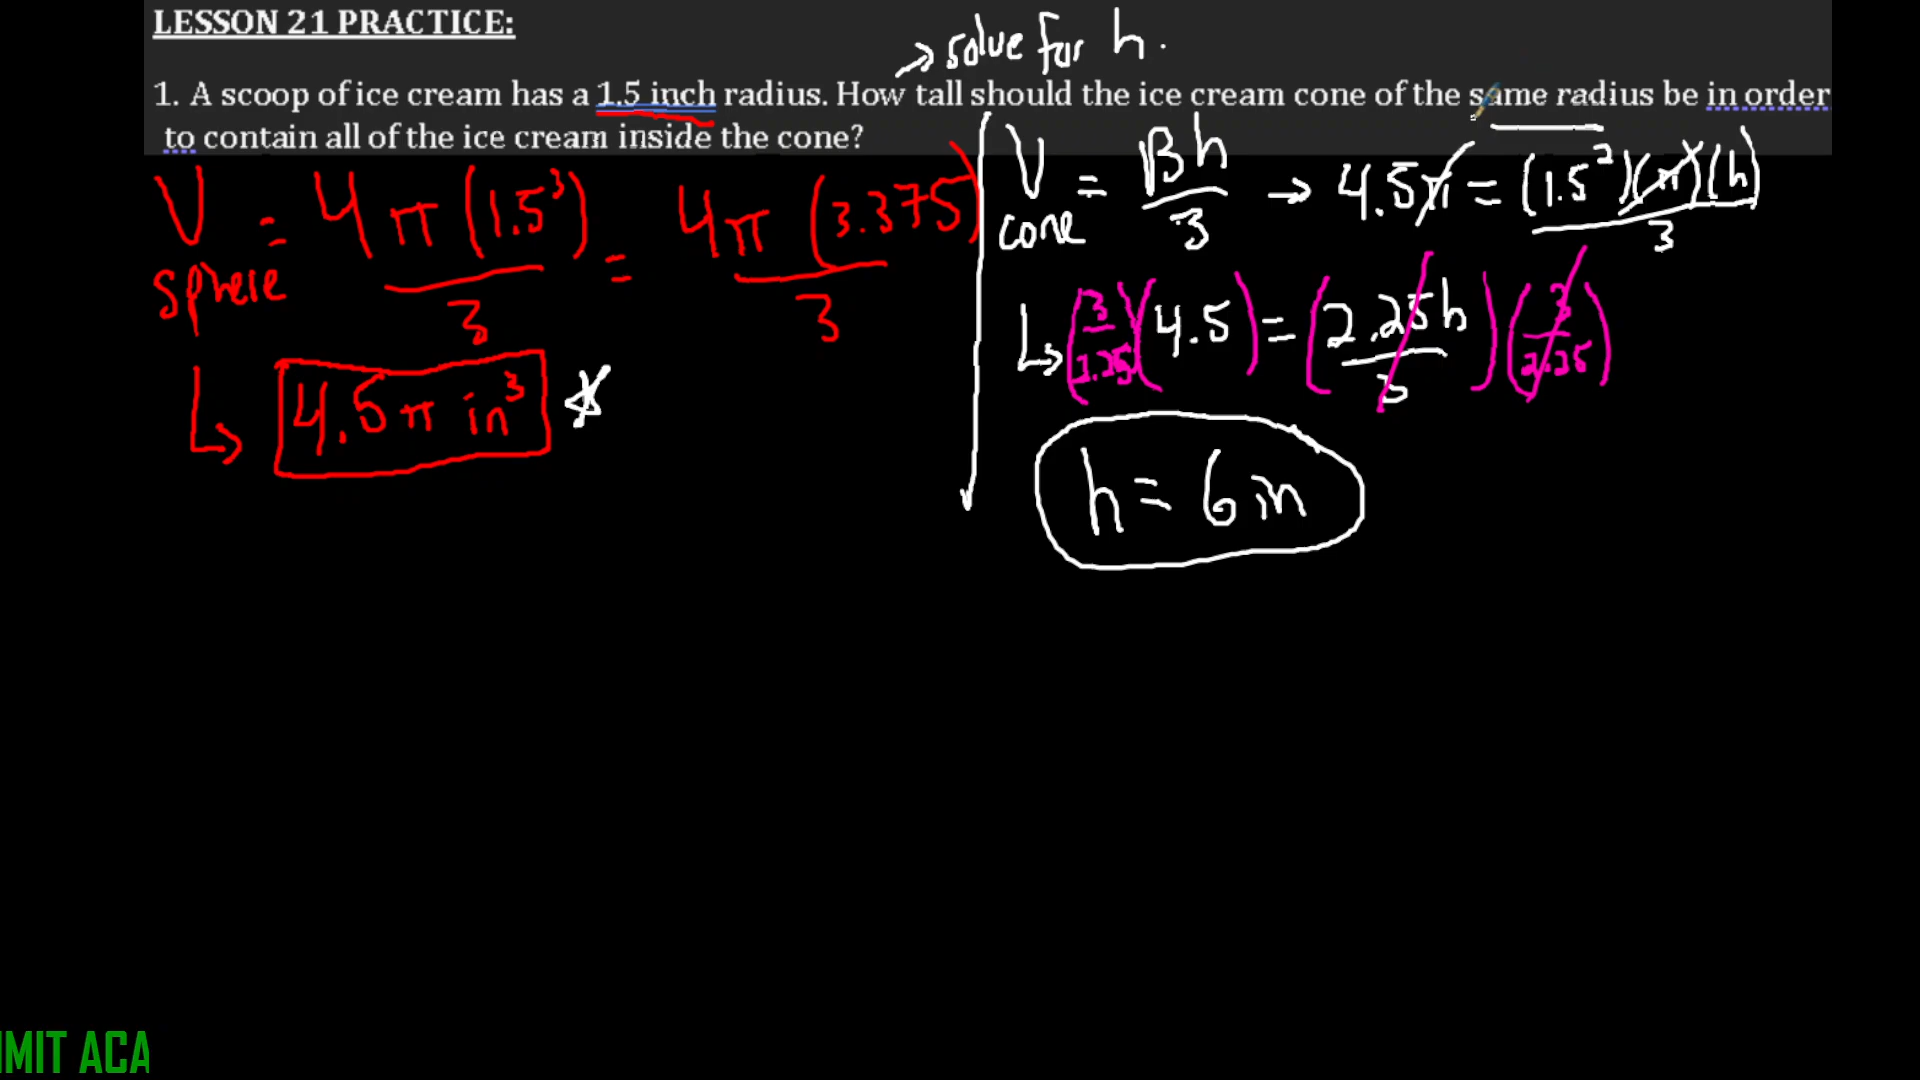 LESSON 21 PRACTICE:
→ solve for h.
1. A scoop of ice cream has a 1.5 inch radius. How tall should the ice cream cone of the same radius be in order
to contain all of the ice cream inside the cone?
V sphere = 4π(1.5³)/3 = 4π(3.375)/3
↳ 4.5π in³ *
V cone = Bh/3 → 4.5π = (1.5²)(π)(h)/3
↳ (3/2.25)(4.5) = (2.25h/3)(3/2.25)
h = 6 in
IMIT ACA